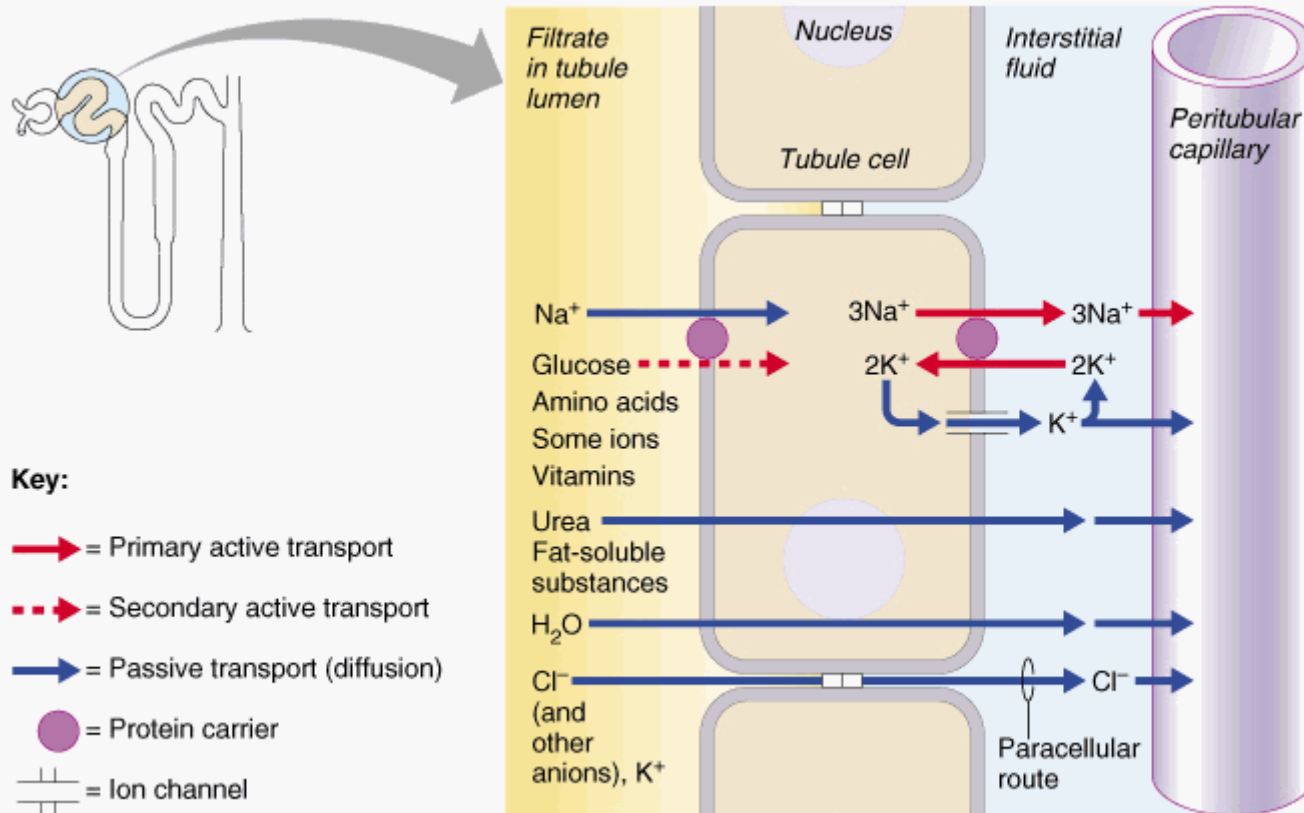 Filtrate
in tubule
lumen
Nucleus
Tubule cell
Interstitial
fluid
Peritubular
capillary
Na⁺
3Na⁺
3Na⁺
Glucose
2K⁺
2K⁺
Amino acids
Some ions
K⁺
Vitamins
Urea
Fat-soluble
substances
H₂O
Cl⁻
Cl⁻
(and
other
anions), K⁺
Paracellular
route
Key:
= Primary active transport
= Secondary active transport
= Passive transport (diffusion)
= Protein carrier
= Ion channel